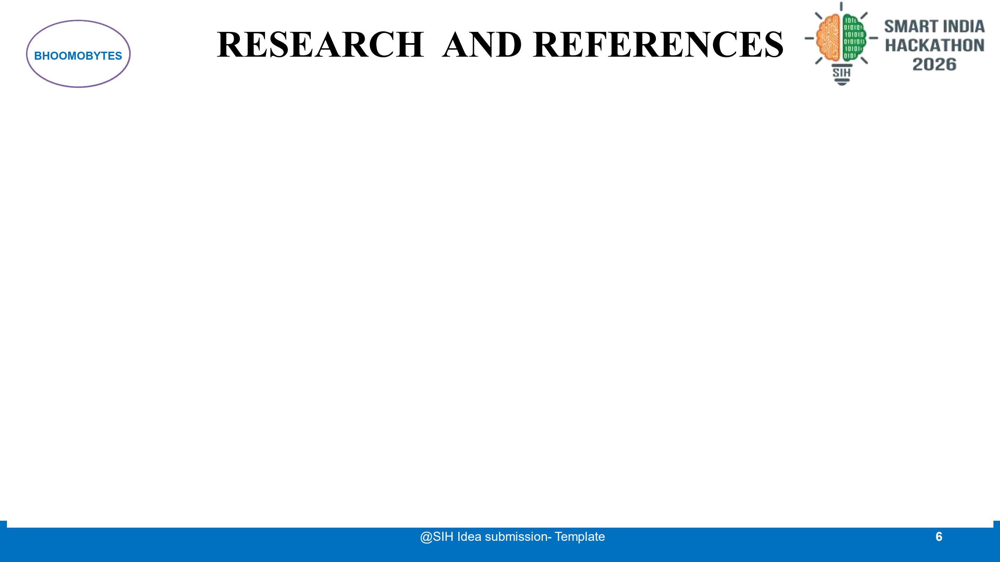 BHOOMOBYTES
RESEARCH  AND REFERENCES
SIH
SMART INDIA
HACKATHON
2026
@SIH Idea submission- Template
6